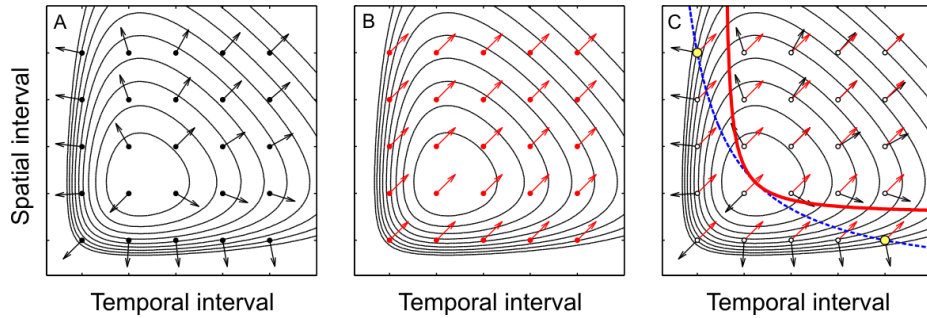 A
B
C
Spatial interval
Temporal interval
Temporal interval
Temporal interval